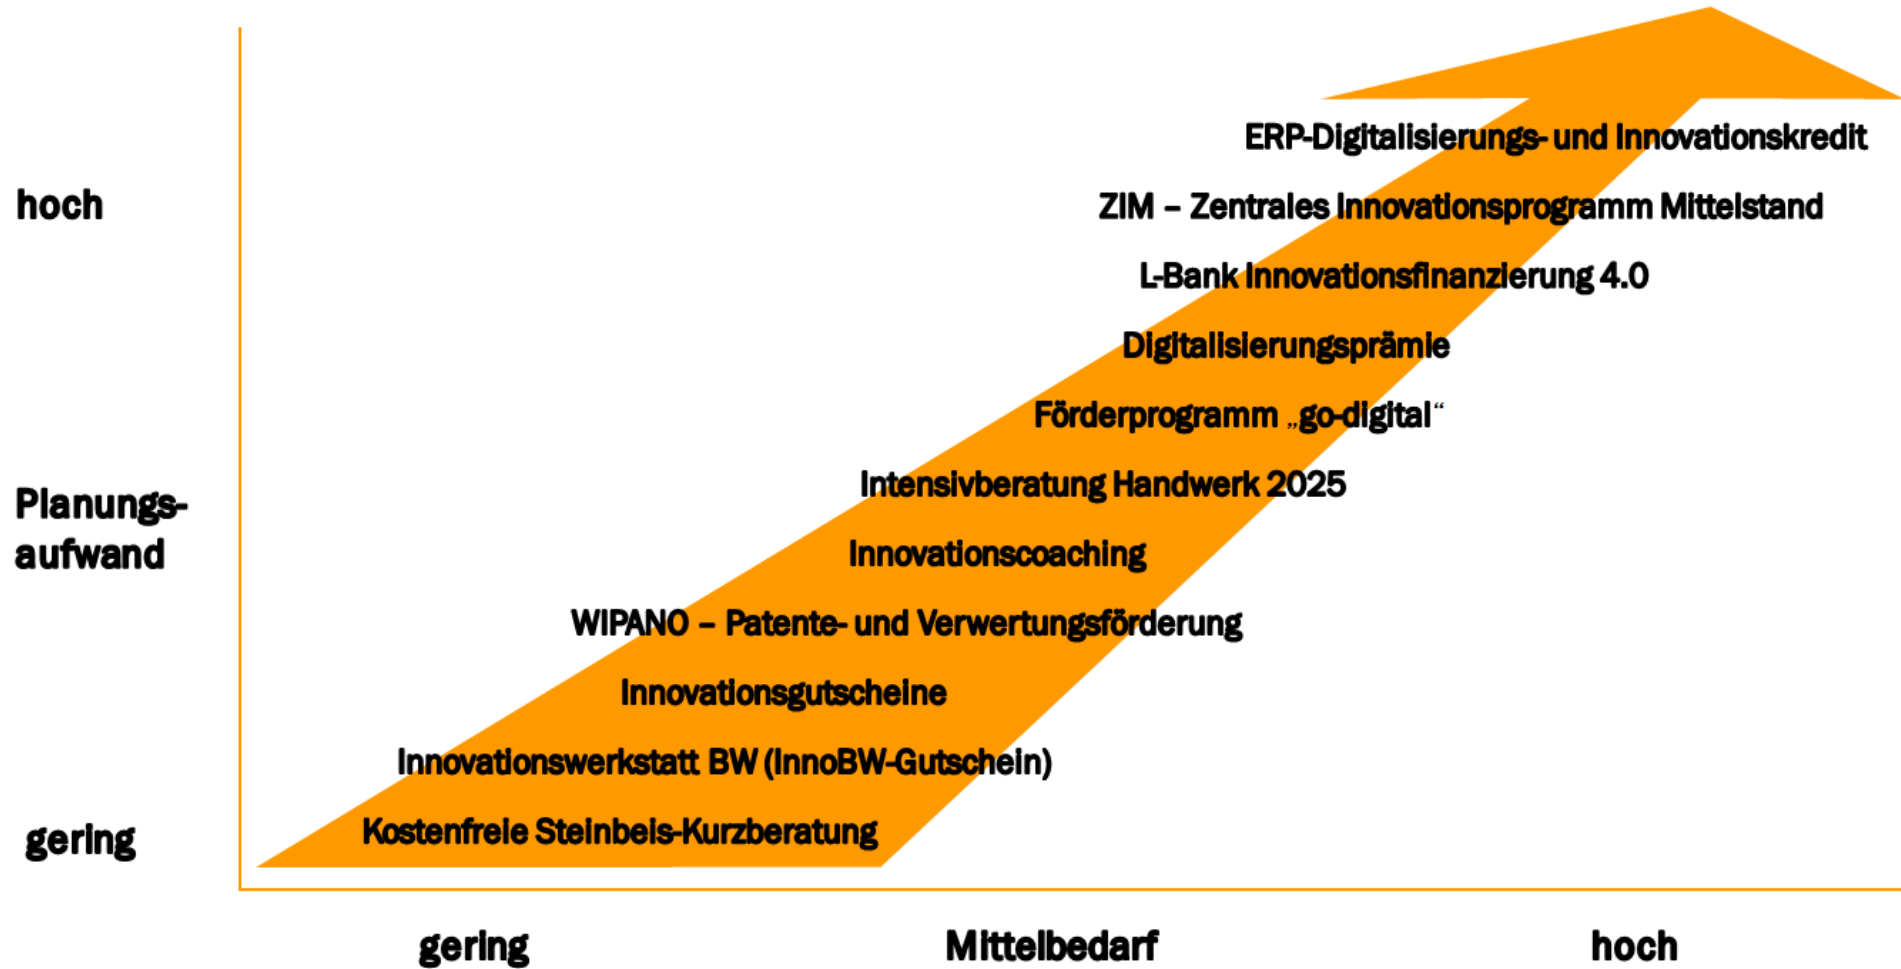 ERP-Digitalisierungs- und Innovationskredit
hoch
ZIM – Zentrales Innovationsprogramm Mittelstand
L-Bank Innovationsfinanzierung 4.0
Digitalisierungsprämie
Förderprogramm „go-digital“
Intensivberatung Handwerk 2025
Planungs-
aufwand
Innovationscoaching
WIPANO – Patente- und Verwertungsförderung
Innovationsgutscheine
Innovationswerkstatt BW (InnoBW-Gutschein)
gering
Kostenfreie Steinbeis-Kurzberatung
gering
Mittelbedarf
hoch